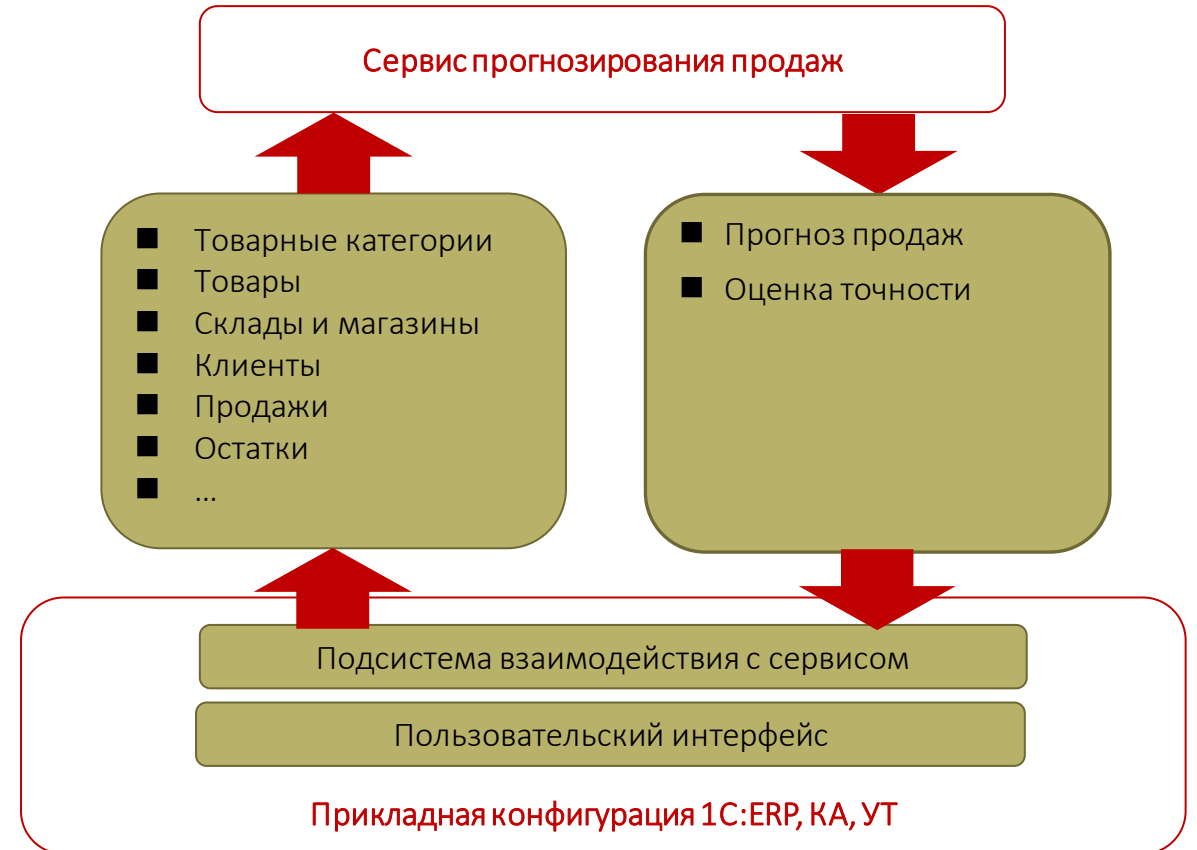 Сервис прогнозирования продаж
Товарные категории
Товары
Склады и магазины
Клиенты
Продажи
Остатки
...
Прогноз продаж
Оценка точности
Подсистема взаимодействия с сервисом
Пользовательский интерфейс
Прикладная конфигурация 1С:ERP, КА, УТ